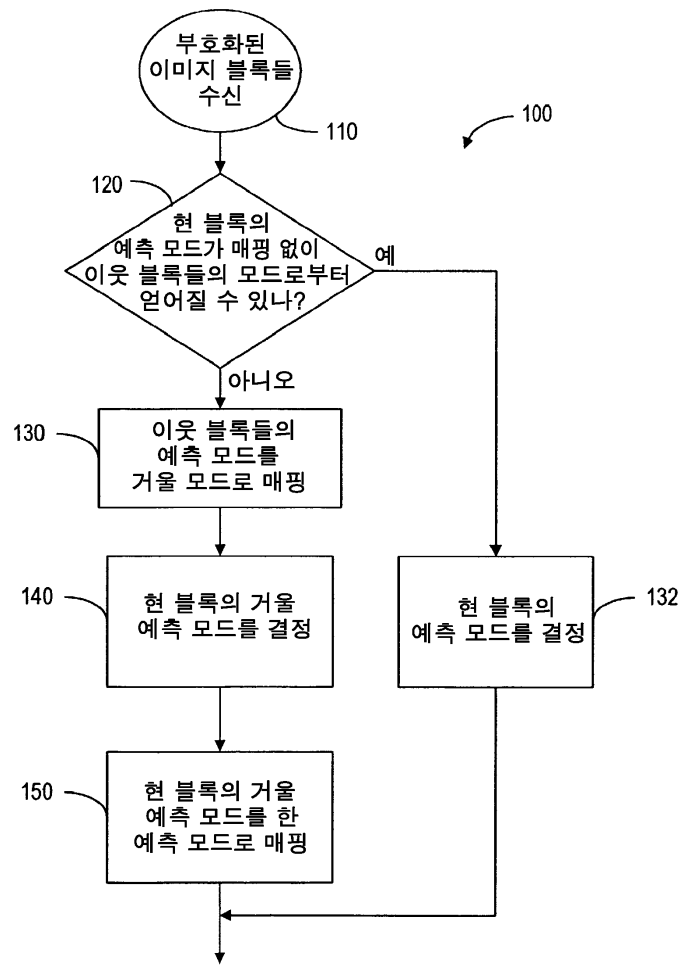 부호화된
이미지 블록들
수신
110
100
120
현 블록의
예측 모드가 매핑 없이
이웃 블록들의 모드로부터
얻어질 수 있나?
예
아니오
130
이웃 블록들의
예측 모드를
거울 모드로 매핑
140
현 블록의 거울
예측 모드를 결정
현 블록의
예측 모드를 결정
132
150
현 블록의 거울
예측 모드를 한
예측 모드로 매핑